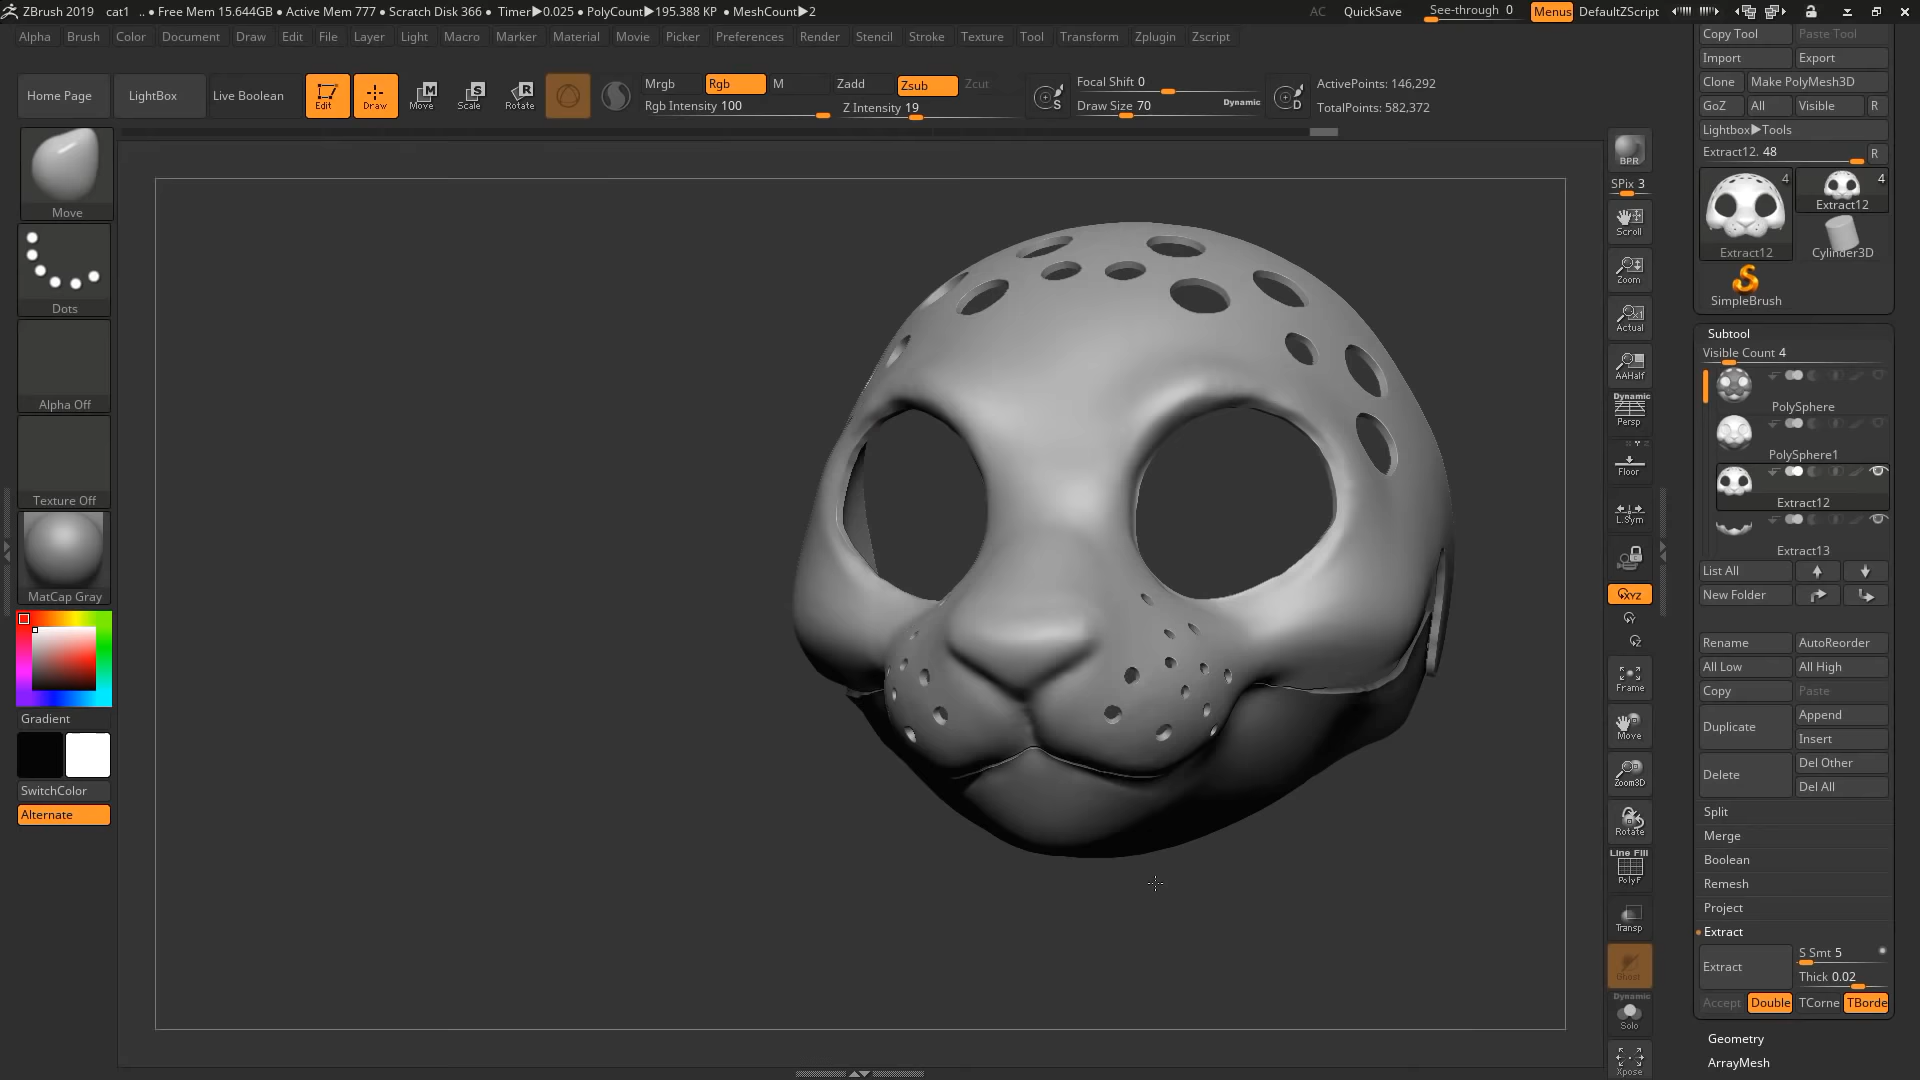 ZBrush 2019 cat1 .. • Free Mem 15.644GB • Active Mem 777 • Scratch Disk 366 • Timer▶0.025 • PolyCount▶195.388 KP • MeshCount▶2 AC QuickSave See-through 0 Menus DefaultZScript
Alpha Brush Color Document Draw Edit File Layer Light Macro Marker Material Movie Picker Preferences Render Stencil Stroke Texture Tool Transform Zplugin Zscript
Home Page LightBox Live Boolean Edit Draw Move Scale Rotate
Mrgb Rgb M Zadd Zsub Zcut
Rgb Intensity 100 Z Intensity 19
S Focal Shift 0
Draw Size 70 Dynamic
D ActivePoints: 146,292
TotalPoints: 582,372
Move
Dots
Alpha Off
Texture Off
MatCap Gray
Gradient
SwitchColor
Alternate
BPR
SPix 3
Scroll
Zoom
Actual
AAHalf
Dynamic
Persp
Floor
L.Sym
XYZ
Y
Z
Frame
Move
Zoom3D
Rotate
Line Fill
PolyF
Transp
Ghost
Dynamic
Solo
Xpose
Copy Tool Paste Tool
Import Export
Clone Make PolyMesh3D
GoZ All Visible R
Lightbox▶Tools
Extract12. 48 R
4 4
Extract12
Extract12 Cylinder3D
SimpleBrush
Subtool
Visible Count 4
PolySphere
PolySphere1
Extract12
Extract13
List All
New Folder
Rename AutoReorder
All Low All High
Copy Paste
Duplicate Append
Insert
Delete Del Other
Del All
Split
Merge
Boolean
Remesh
Project
Extract
Extract S Smt 5
Thick 0.02
Accept Double TCorne TBorde
Geometry
ArrayMesh